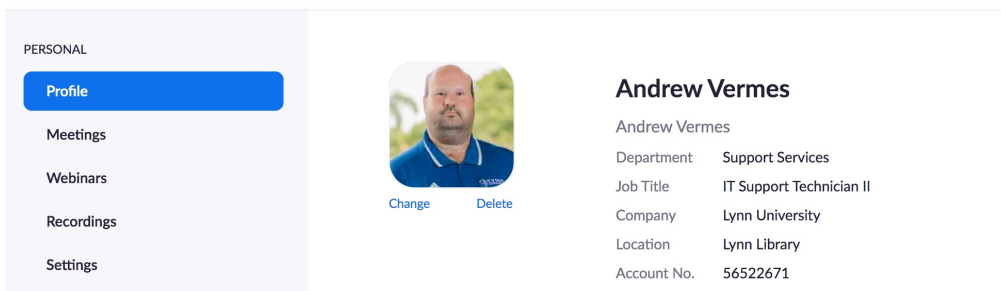 PERSONAL
Profile
Meetings
Webinars
Recordings
Settings
Change Delete
Andrew Vermes
Andrew Vermes
Department Support Services
Job Title IT Support Technician II
Company Lynn University
Location Lynn Library
Account No. 56522671